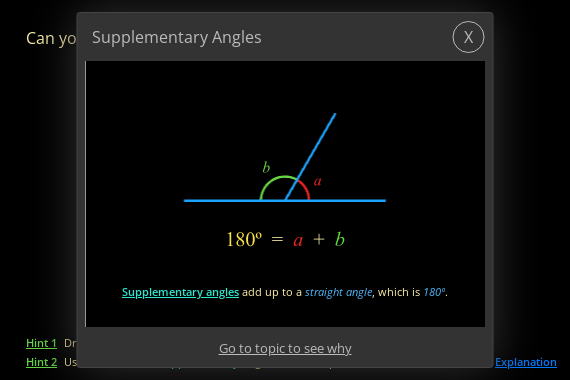 Can yo
Supplementary Angles
X
b
a
180º = a + b
Supplementary angles add up to a straight angle, which is 180º.
Hint 1 Dr
Go to topic to see why
Hint 2 Us
Explanation